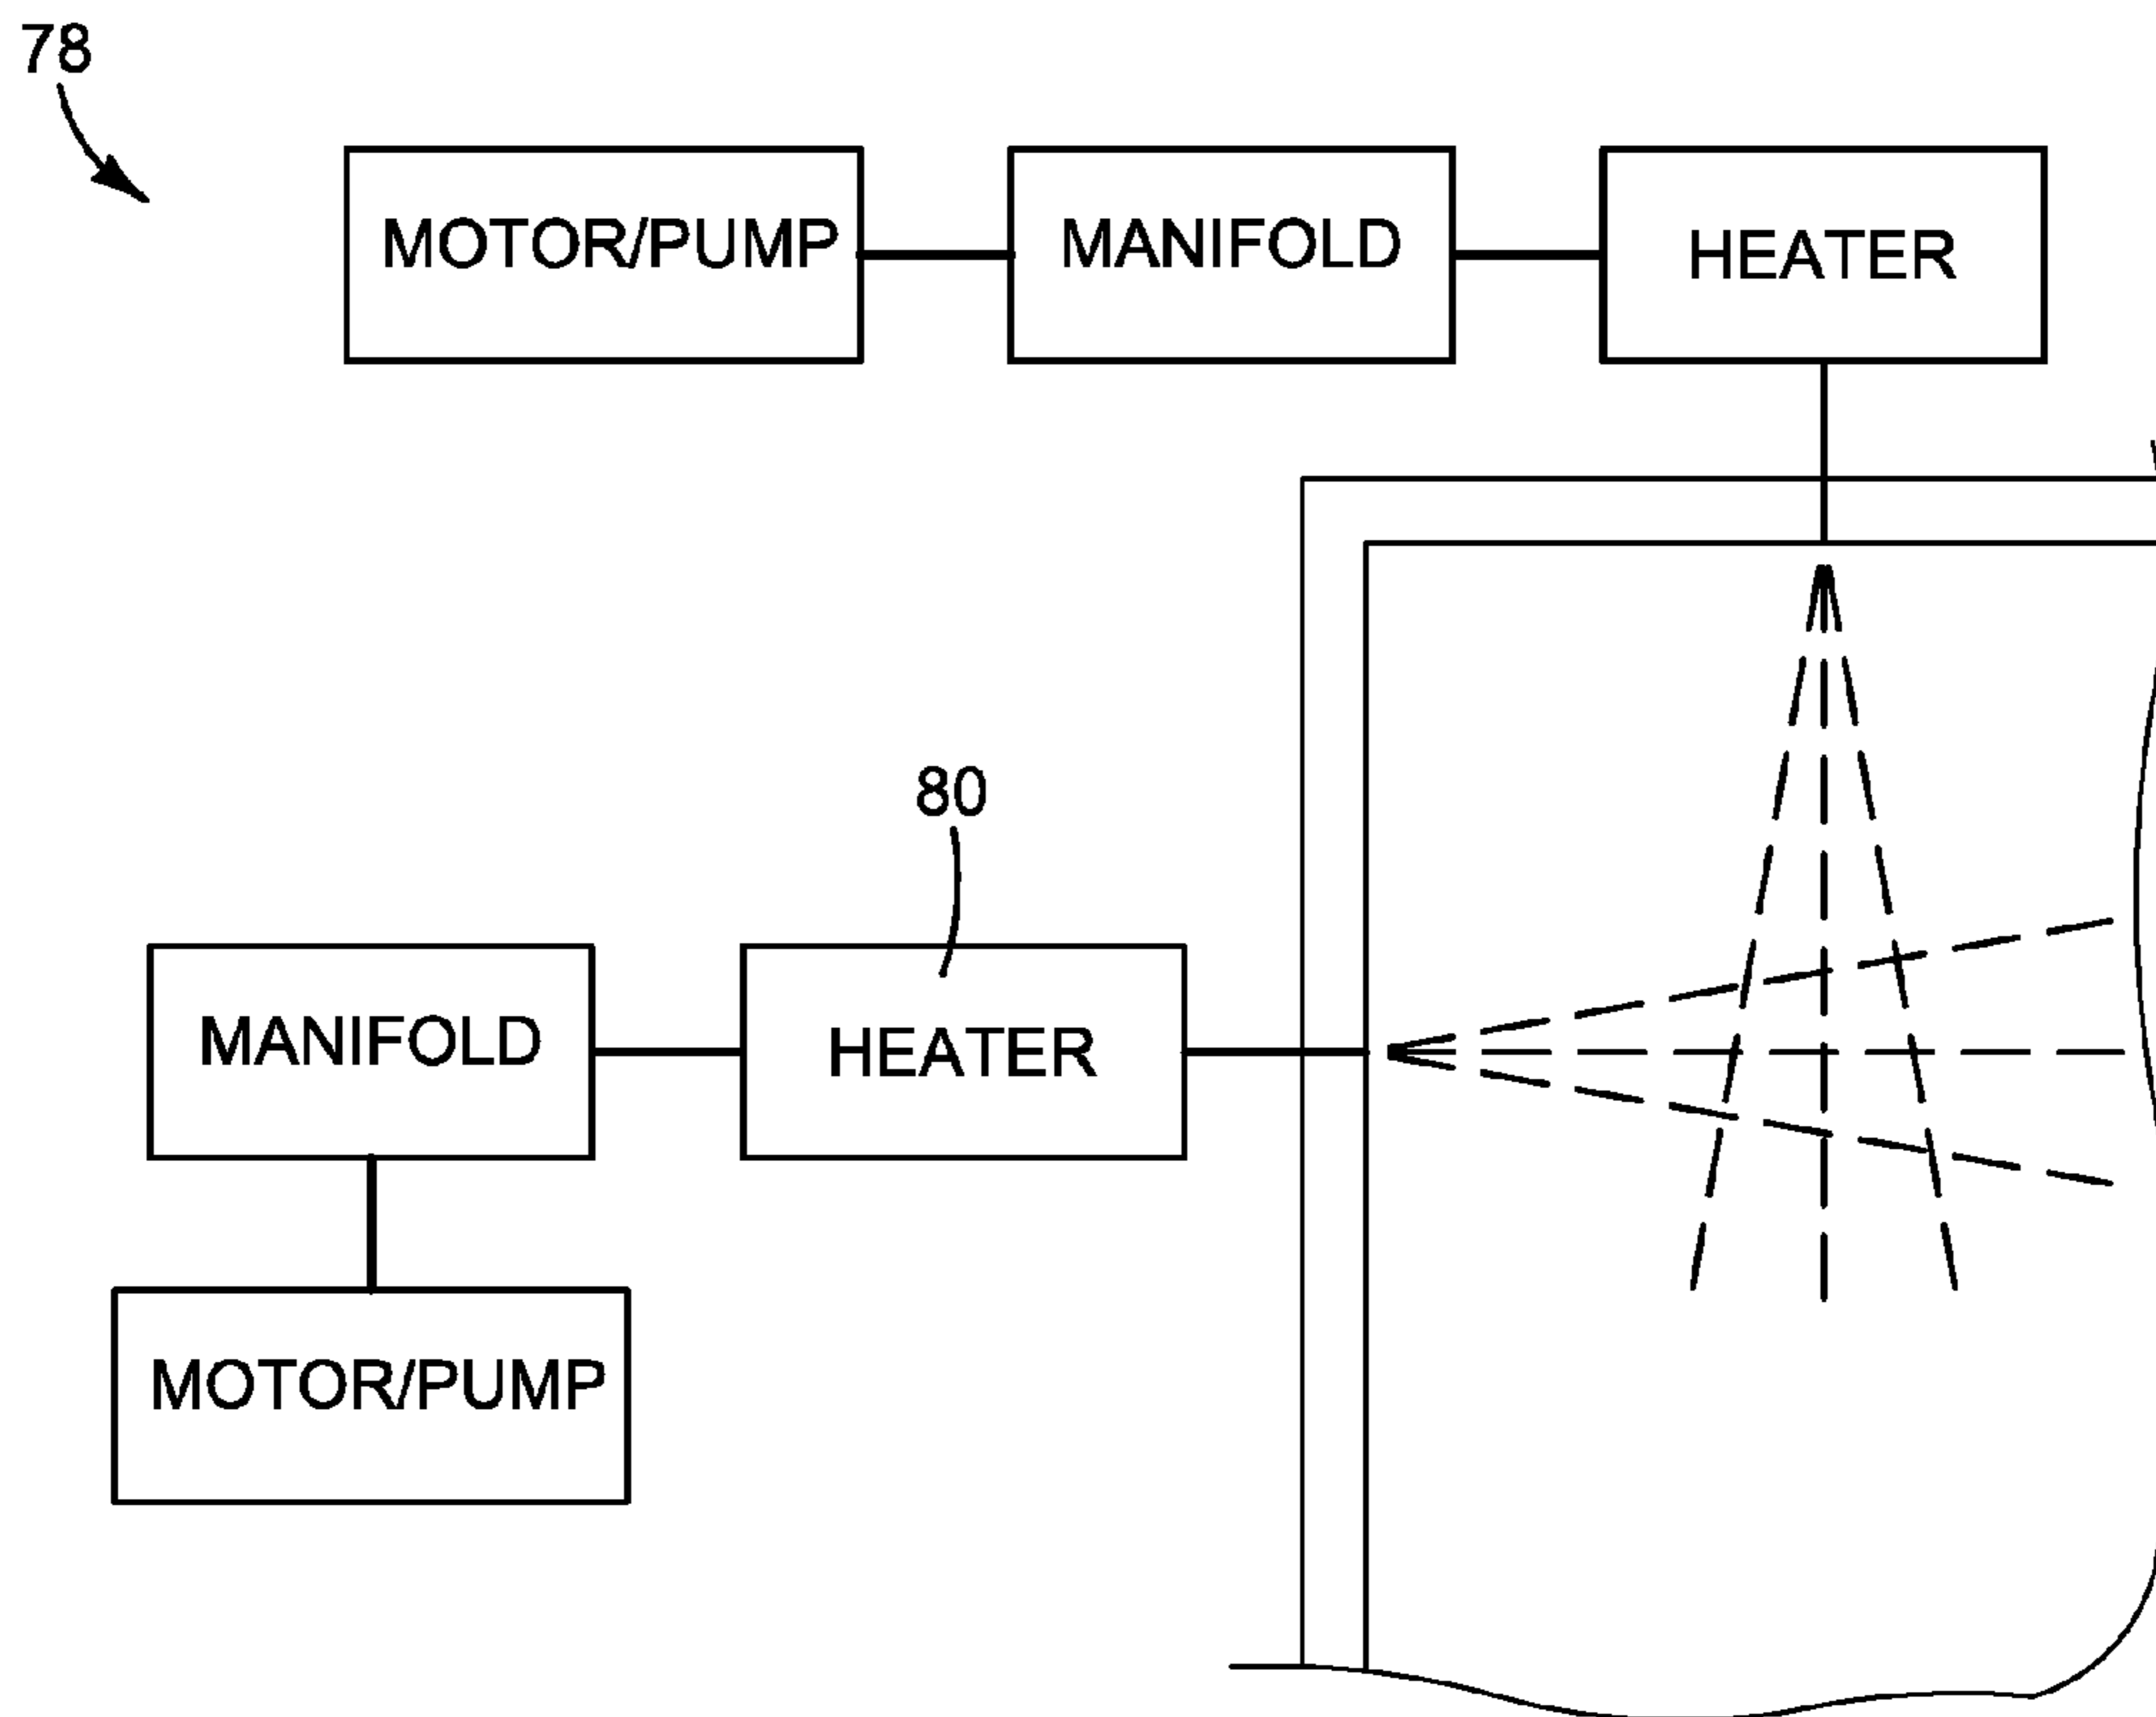 78
MOTOR/PUMP
MANIFOLD
HEATER
80
MANIFOLD
HEATER
MOTOR/PUMP